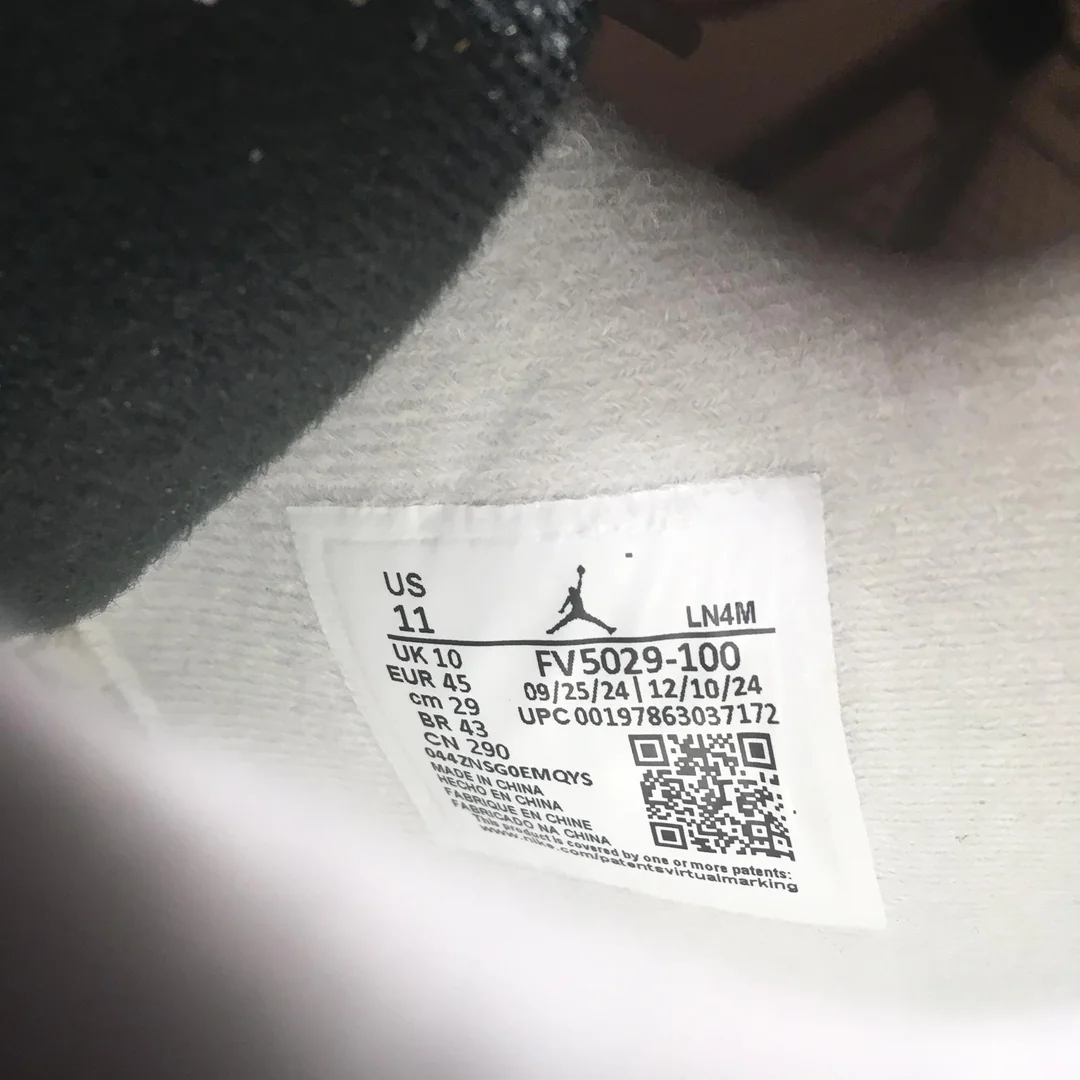 US
11
LN4M
UK 10
EUR 45
cm 29
BR 43
CN 290
FV5029-100
09/25/24 | 12/10/24
UPC 00197863037172
044ZNSG0EMQYS
MADE IN CHINA
HECHO EN CHINA
FABRIQUE EN CHINE
FABRICADO NA CHINA
This product is covered by one or more patents:
www.nike.com/patentsvirtualmarking